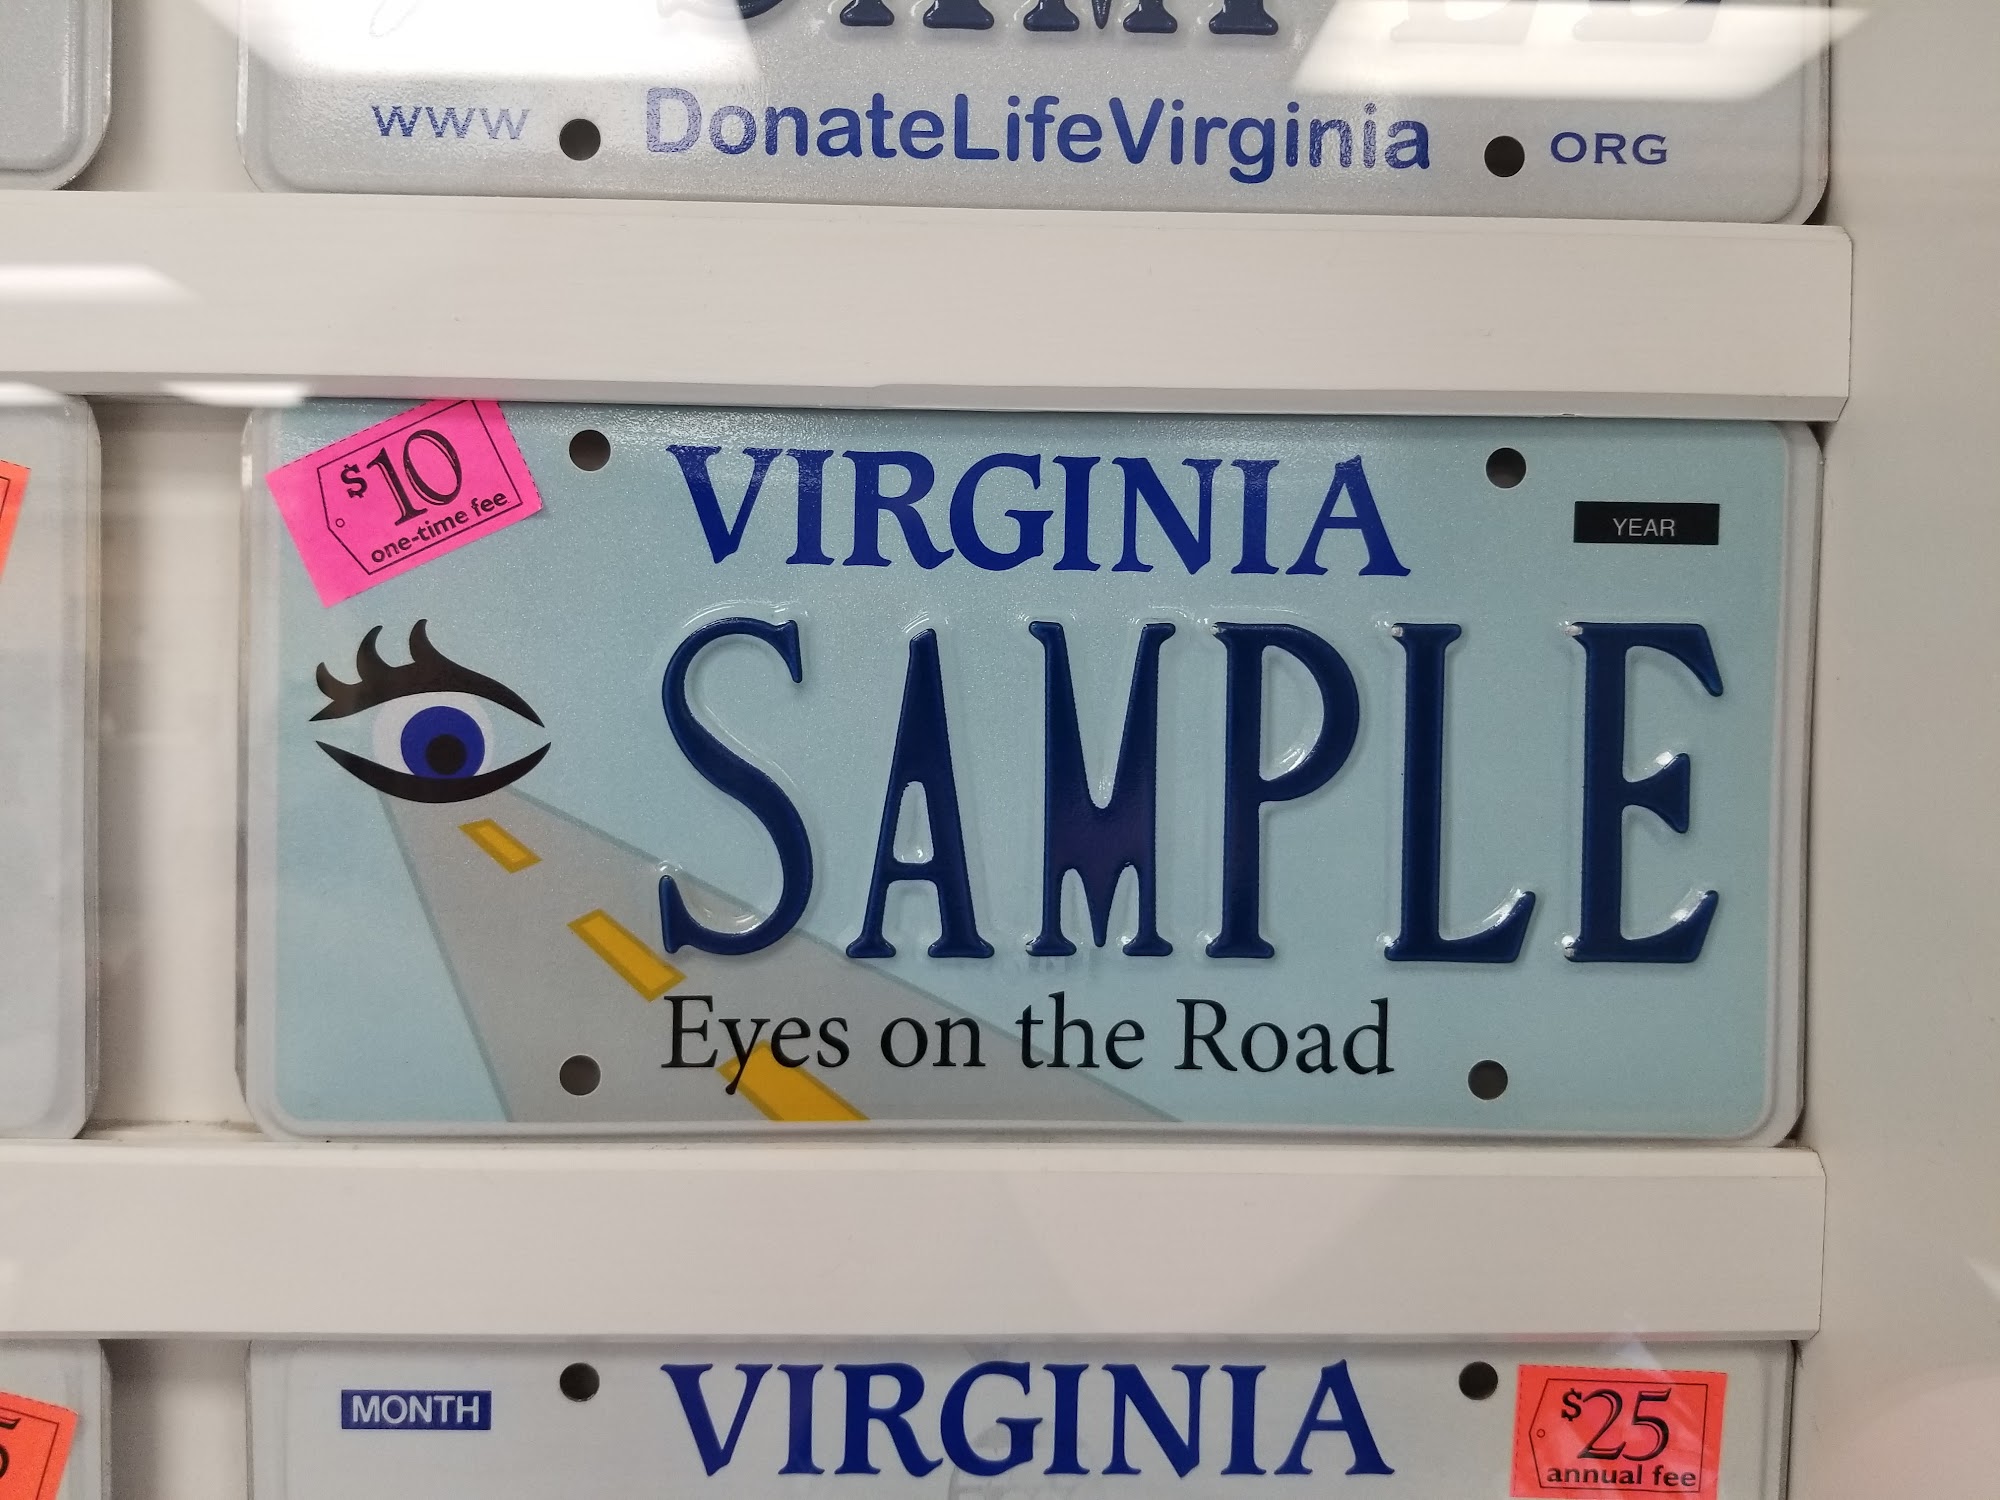 www DonateLifeVirginia ORG
$10
one-time fee
VIRGINIA
YEAR
SAMPLE
Eyes on the Road
MONTH
VIRGINIA
$25
annual fee